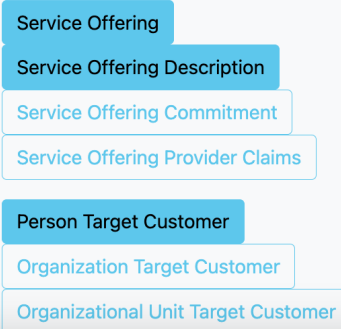 Service Offering
Service Offering Description
Service Offering Commitment
Service Offering Provider Claims
Person Target Customer
Organization Target Customer
Organizational Unit Target Customer